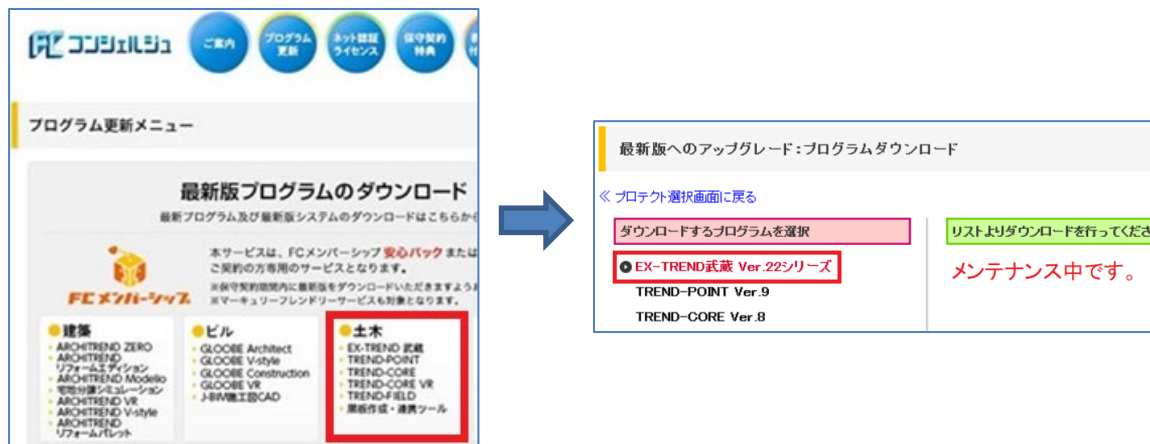 FCコンシェルジュ
ご案内
プログラム
更新
ネット認証
ライセンス
保守契約
特典
プログラム更新メニュー
最新版プログラムのダウンロード
最新プログラム及び最新版システムのダウンロードはこちらから
FCメンバーシップ
本サービスは、FCメンバーシップ 安心パック または
ご契約の方専用のサービスとなります。
※保守契約期間内に最新版をダウンロードいただきますよう
※マーキュリーフレンドリーサービスも対象となります。
建築
ARCHITREND ZERO
ARCHITREND
リフォームエディション
ARCHITREND Modelio
宅地分譲シミュレーション
ARCHITREND VR
ARCHITREND V-style
ARCHITREND
リフォームパレット
ビル
GLOOBE Architect
GLOOBE V-style
GLOOBE Construction
GLOOBE VR
J-BIM施工図CAD
土木
EX-TREND 武蔵
TREND-POINT
TREND-CORE
TREND-CORE VR
TREND-FIELD
黒板作成・連携ツール
最新版へのアップグレード：プログラムダウンロード
≪ プロテクト選択画面に戻る
ダウンロードするプログラムを選択
EX-TREND武蔵 Ver.22シリーズ
TREND-POINT Ver.9
TREND-CORE Ver.8
リストよりダウンロードを行ってくださ
メンテナンス中です。